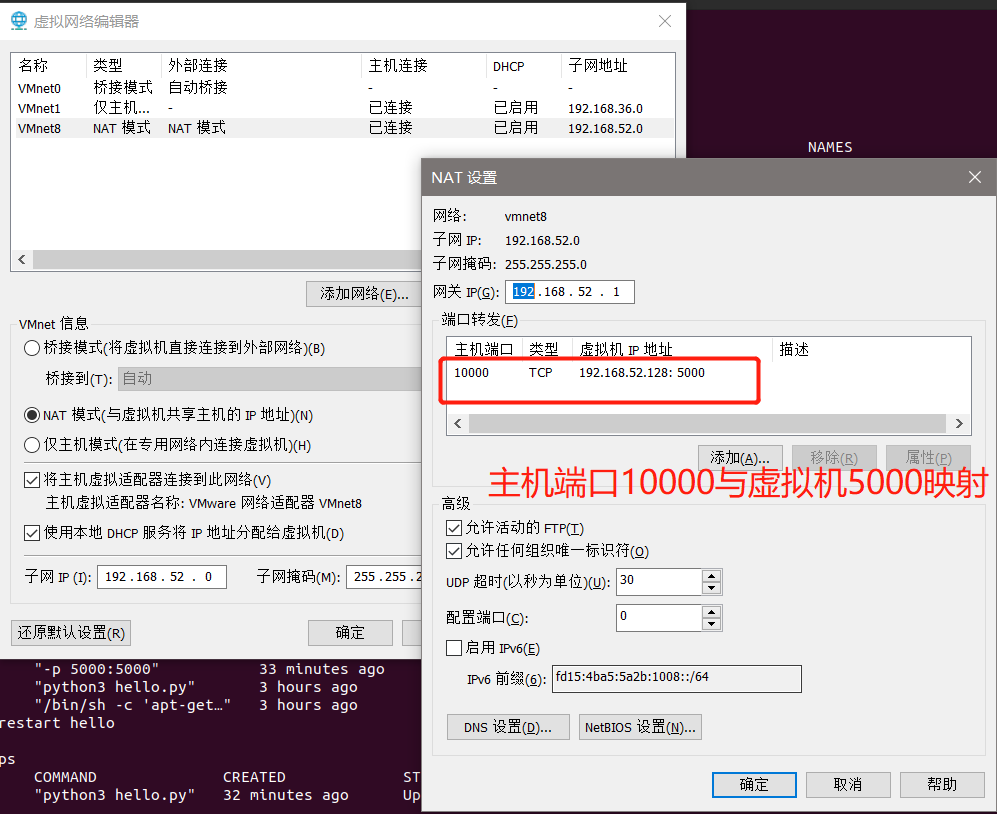 虚拟网络编辑器
名称 类型 外部连接 主机连接 DHCP 子网地址
VMnet0 桥接模式 自动桥接 - - -
VMnet1 仅主机... - 已连接 已启用 192.168.36.0
VMnet8 NAT 模式 NAT 模式 已连接 已启用 192.168.52.0
添加网络(E)...
VMnet 信息
桥接模式(将虚拟机直接连接到外部网络)(B)
桥接到(T): 自动
NAT 模式(与虚拟机共享主机的 IP 地址)(N)
仅主机模式(在专用网络内连接虚拟机)(H)
将主机虚拟适配器连接到此网络(V)
主机虚拟适配器名称: VMware 网络适配器 VMnet8
使用本地 DHCP 服务将 IP 地址分配给虚拟机(D)
子网 IP (I): 192.168.52.0 子网掩码(M): 255.255.2
还原默认设置(R) 确定
NAMES
NAT 设置
网络: vmnet8
子网 IP: 192.168.52.0
子网掩码: 255.255.255.0
网关 IP(G): 192.168.52.1
端口转发(F)
主机端口 类型 虚拟机 IP 地址 描述
10000 TCP 192.168.52.128: 5000
添加(A)... 移除(R) 属性(P)
主机端口10000与虚拟机5000映射
高级
允许活动的 FTP(T)
允许任何组织唯一标识符(O)
UDP 超时(以秒为单位)(U): 30
配置端口(C): 0
启用 IPv6(E)
IPv6 前缀(6): fd15:4ba5:5a2b:1008::/64
DNS 设置(D)... NetBIOS 设置(N)...
确定 取消 帮助
"-p 5000:5000" 33 minutes ago
"python3 hello.py" 3 hours ago
"/bin/sh -c 'apt-get…" 3 hours ago
restart hello
ps
COMMAND CREATED ST
"python3 hello.py" 32 minutes ago Up